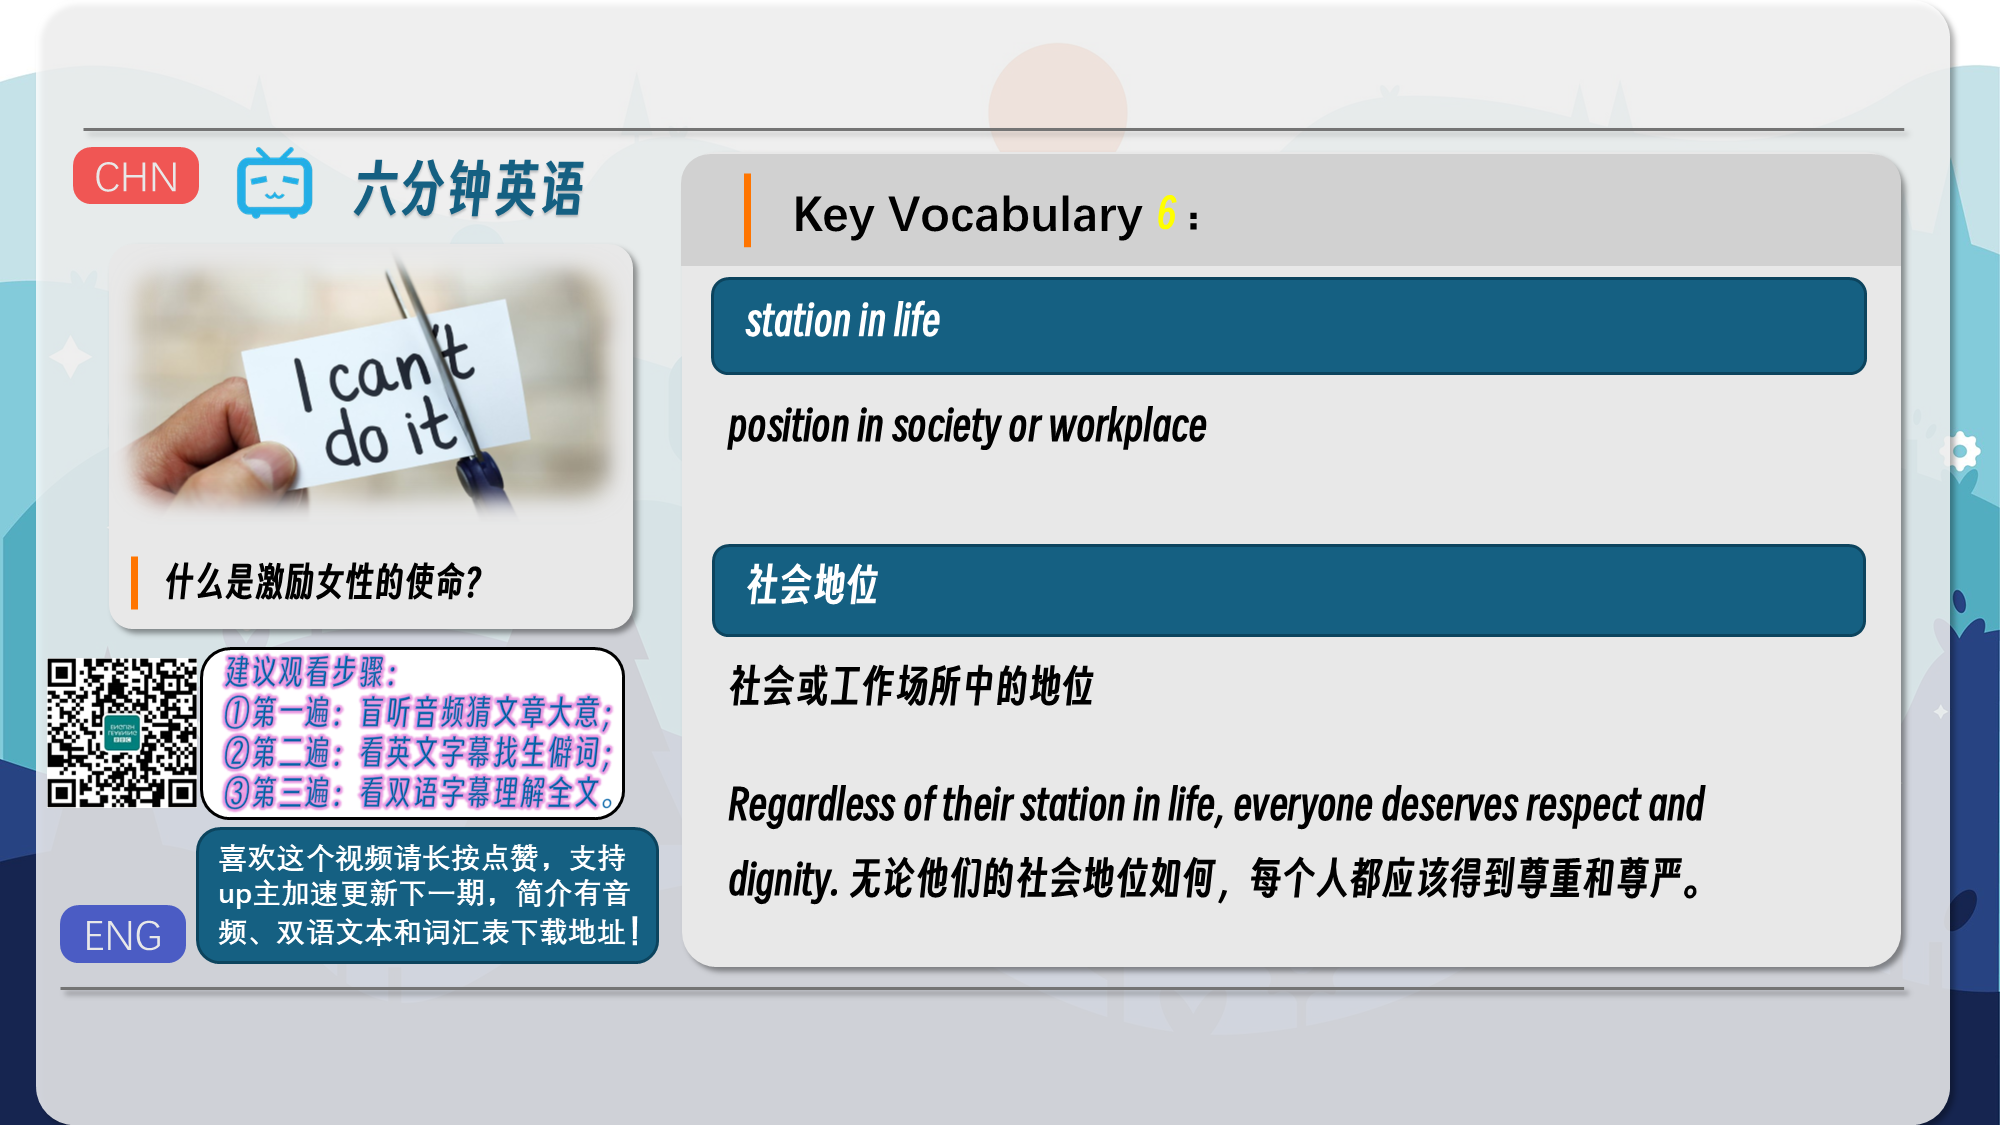 CHN
六分钟英语
I can't
do it
什么是激励女性的使命？
建议观看步骤：
①第一遍：盲听音频猜文章大意；
②第二遍：看英文字幕找生僻词；
③第三遍：看双语字幕理解全文。
喜欢这个视频请长按点赞，支持
up主加速更新下一期，简介有音
频、双语文本和词汇表下载地址！
ENG
Key Vocabulary 6：
station in life
position in society or workplace
社会地位
社会或工作场所中的地位
Regardless of their station in life, everyone deserves respect and
dignity. 无论他们的社会地位如何，每个人都应该得到尊重和尊严。